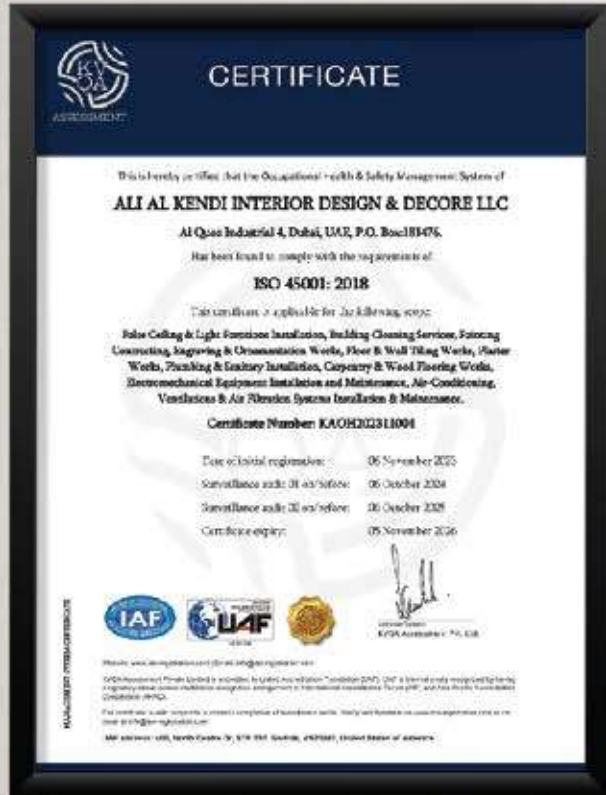 KVQA
ASSESSMENT
CERTIFICATE
This is hereby certified that the Occupational Health & Safety Management System of
ALI AL KENDI INTERIOR DESIGN & DECORE LLC
Al Quoz Industrial 4, Dubai, UAE, P.O. Box:181476.
Has been found to comply with the requirements of
ISO 45001: 2018
This certificate is applicable for the following scope:
False Ceiling & Light Partitions Installation, Building Cleaning Services, Painting
Contracting, Engraving & Ornamentation Works, Floor & Wall Tiling Works, Plaster
Works, Plumbing & Sanitary Installation, Carpentry & Wood Flooring Works,
Electromechanical Equipment Installation and Maintenance, Air-Conditioning,
Ventilations & Air Filtration Systems Installation & Maintenance.
Certificate Number: KAOH202311004
Date of initial registration: 06 November 2023
Surveillance audit 01 on/before: 06 October 2024
Surveillance audit 02 on/before: 06 October 2025
Certificate expiry: 05 November 2026
IAF
UAF
KVQA Assessment Pvt. Ltd.
MANAGEMENT SYSTEM CERTIFICATE